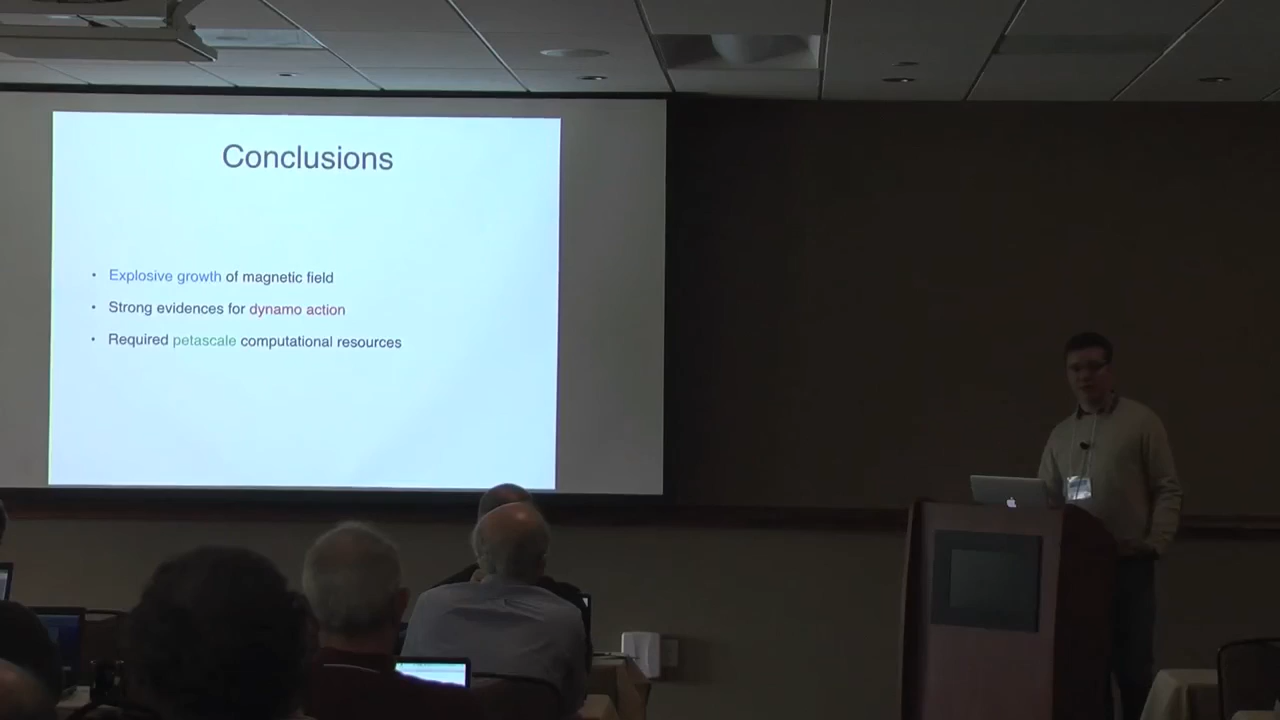 Conclusions
• Explosive growth of magnetic field
• Strong evidences for dynamo action
• Required petascale computational resources